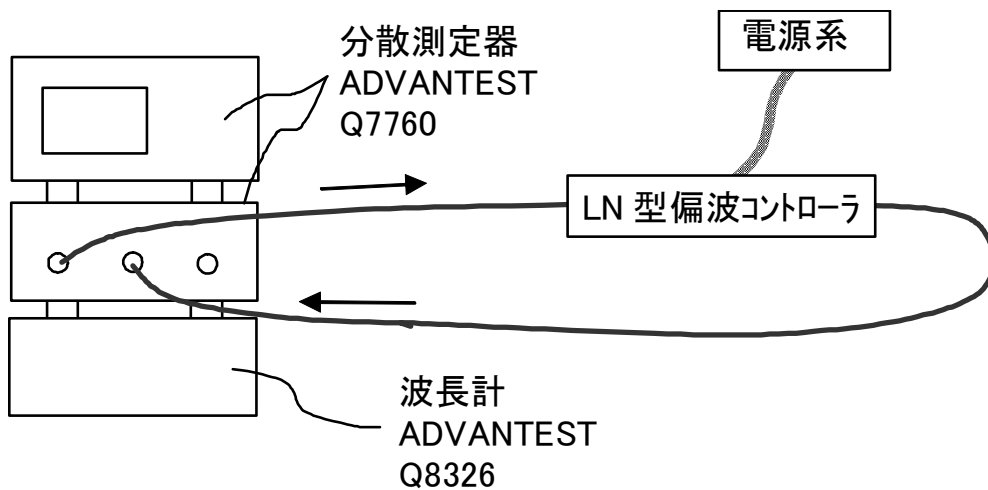 分散測定器
ADVANTEST
Q7760
電源系
LN 型偏波コントローラ
波長計
ADVANTEST
Q8326